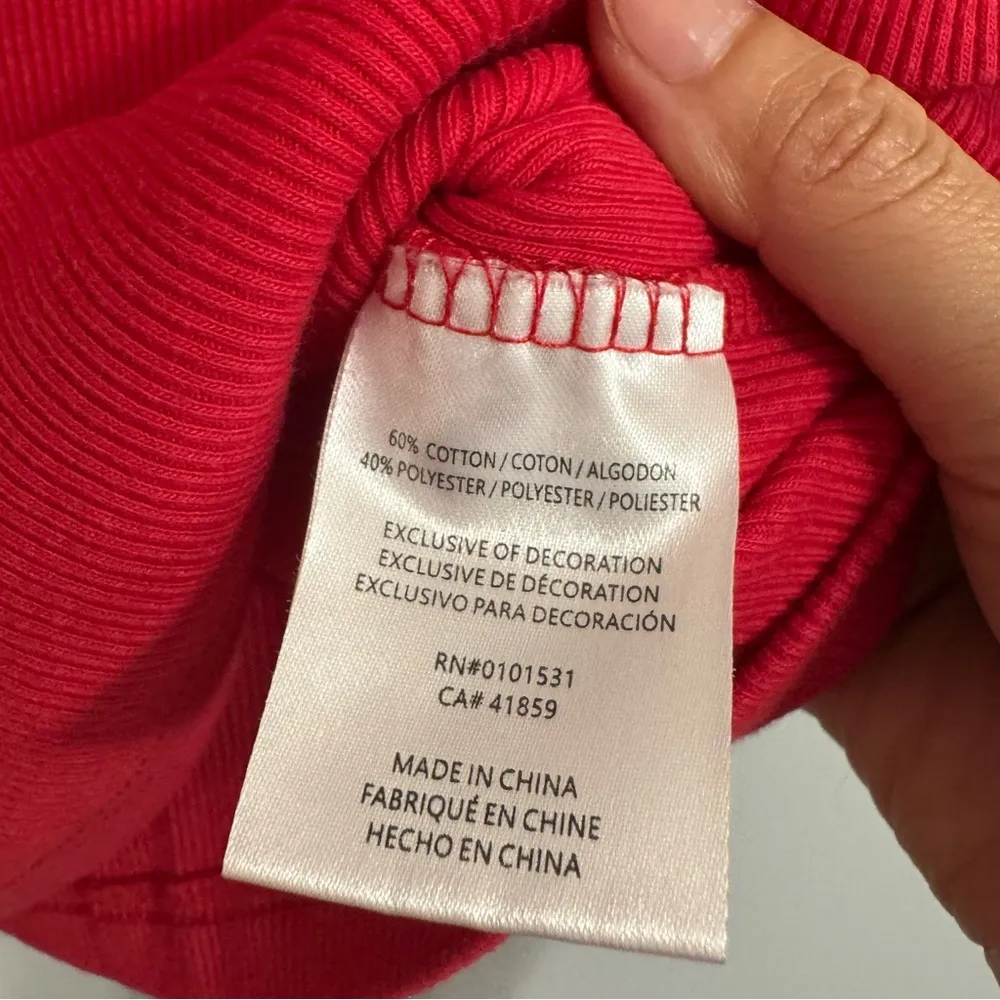 60% COTTON / COTON / ALGODON
40% POLYESTER / POLYESTER / POLIESTER
EXCLUSIVE OF DECORATION
EXCLUSIVE DE DÉCORATION
EXCLUSIVO PARA DECORACIÓN
RN#0101531
CA# 41859
MADE IN CHINA
FABRIQUÉ EN CHINE
HECHO EN CHINA